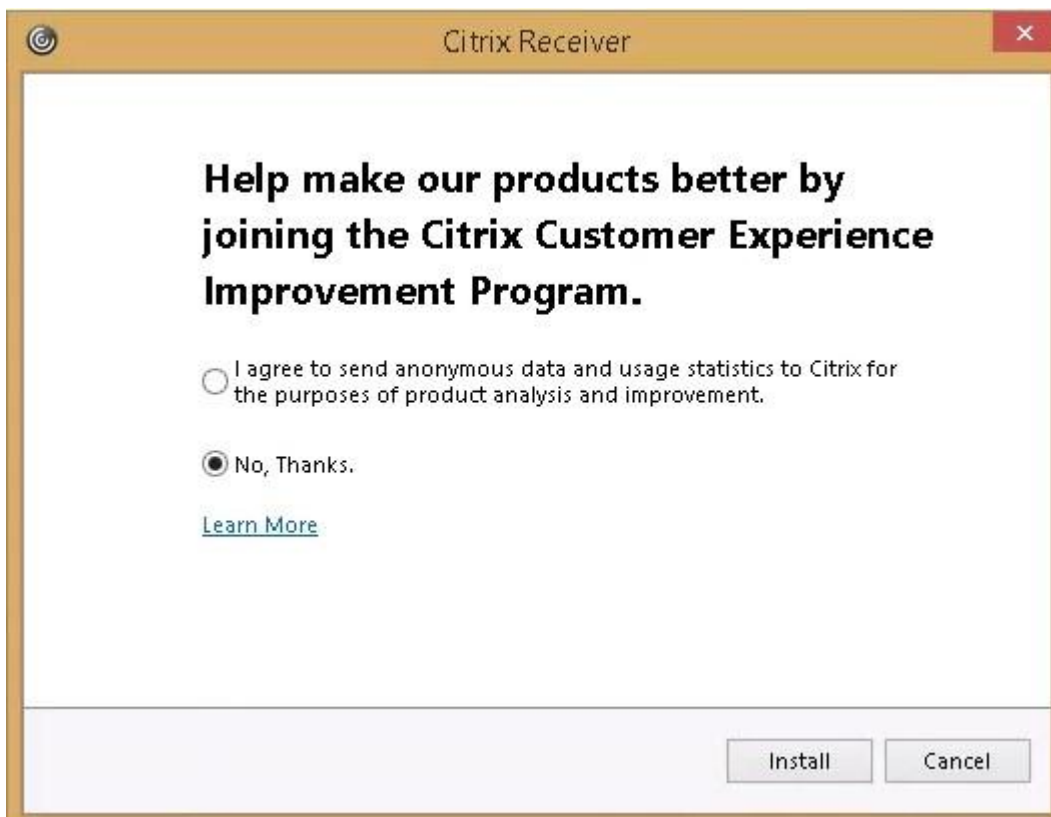 Citrix Receiver
Help make our products better by
joining the Citrix Customer Experience
Improvement Program.
I agree to send anonymous data and usage statistics to Citrix for
the purposes of product analysis and improvement.
No, Thanks.
Learn More
Install
Cancel